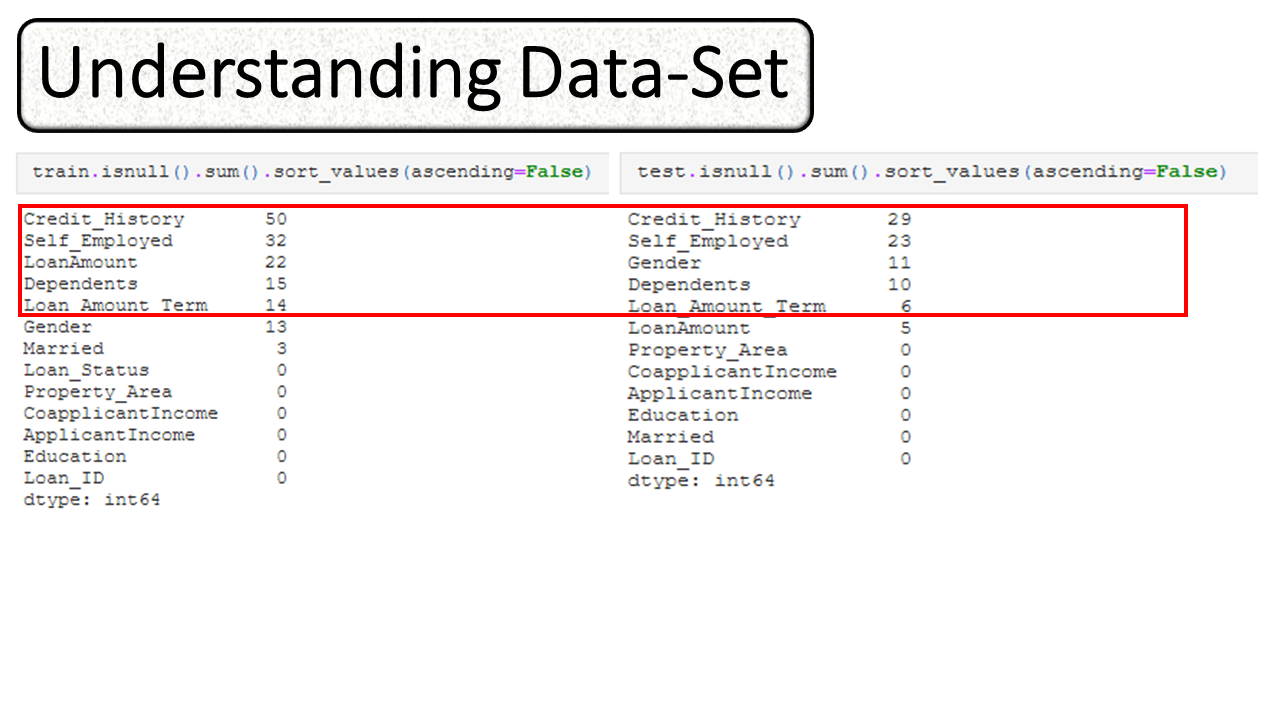 Understanding Data-Set
train.isnull().sum().sort_values(ascending=False)
Credit_History 50
Self_Employed 32
LoanAmount 22
Dependents 15
Loan_Amount_Term 14
Gender 13
Married 3
Loan_Status 0
Property_Area 0
CoapplicantIncome 0
ApplicantIncome 0
Education 0
Loan_ID 0
dtype: int64
test.isnull().sum().sort_values(ascending=False)
Credit_History 29
Self_Employed 23
Gender 11
Dependents 10
Loan_Amount_Term 6
LoanAmount 5
Property_Area 0
CoapplicantIncome 0
ApplicantIncome 0
Education 0
Married 0
Loan_ID 0
dtype: int64